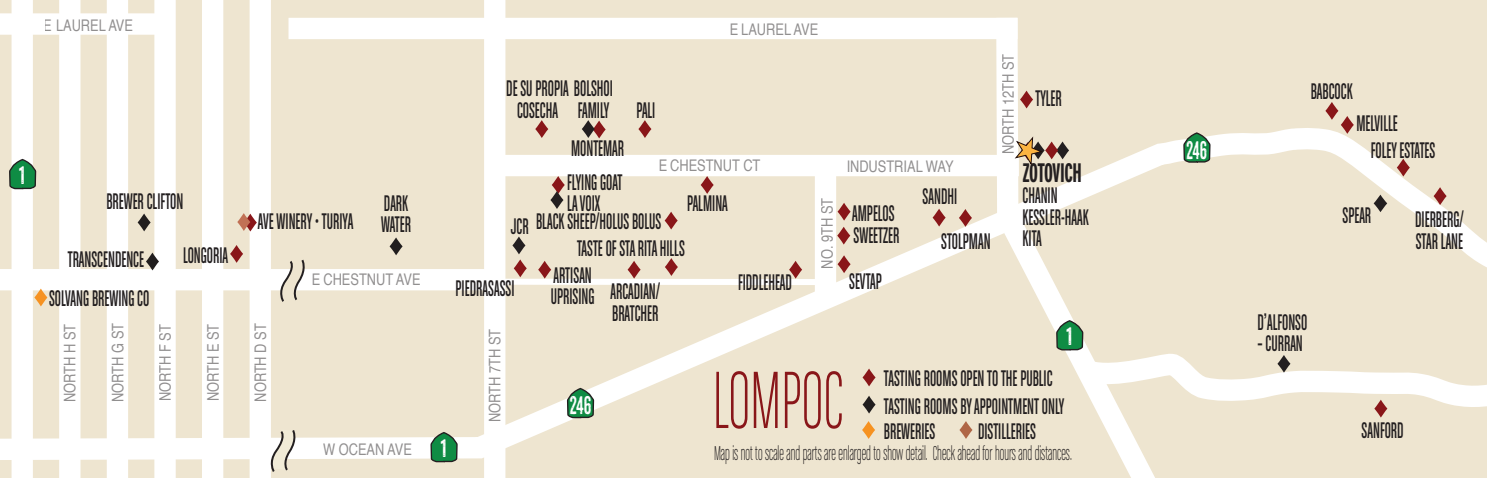 E LAUREL AVE
E LAUREL AVE
NORTH 12TH ST
DE SU PROPIA
COSECHA
BOLSHOI
FAMILY
MONTEMAR
PALI
TYLER
BABCOCK
MELVILLE
FOLEY ESTATES
246
1
E CHESTNUT CT
INDUSTRIAL WAY
ZOTOVICH
CHANIN
KESSLER-HAAK
KITA
FLYING GOAT
LA VOIX
BLACK SHEEP/HOLUS BOLUS
PALMINA
SANDHI
STOLPMAN
AMPELOS
SWEETZER
SEVTAP
NO. 9TH ST
SPEAR
DIERBERG/
STAR LANE
BREWER CLIFTON
AVE WINERY • TURIYA
DARK
WATER
JCR
TRANSCENDENCE
LONGORIA
TASTE OF STA RITA HILLS
SOLVANG BREWING CO
E CHESTNUT AVE
PIEDRASASSI
ARTISAN
UPRISING
ARCADIAN/
BRATCHER
FIDDLEHEAD
NORTH H ST
NORTH G ST
NORTH F ST
NORTH E ST
NORTH D ST
NORTH 7TH ST
1
D'ALFONSO
- CURRAN
SANFORD
246
W OCEAN AVE
1
LOMPOC
TASTING ROOMS OPEN TO THE PUBLIC
TASTING ROOMS BY APPOINTMENT ONLY
BREWERIES
DISTILLERIES
Map is not to scale and parts are enlarged to show detail. Check ahead for hours and distances.